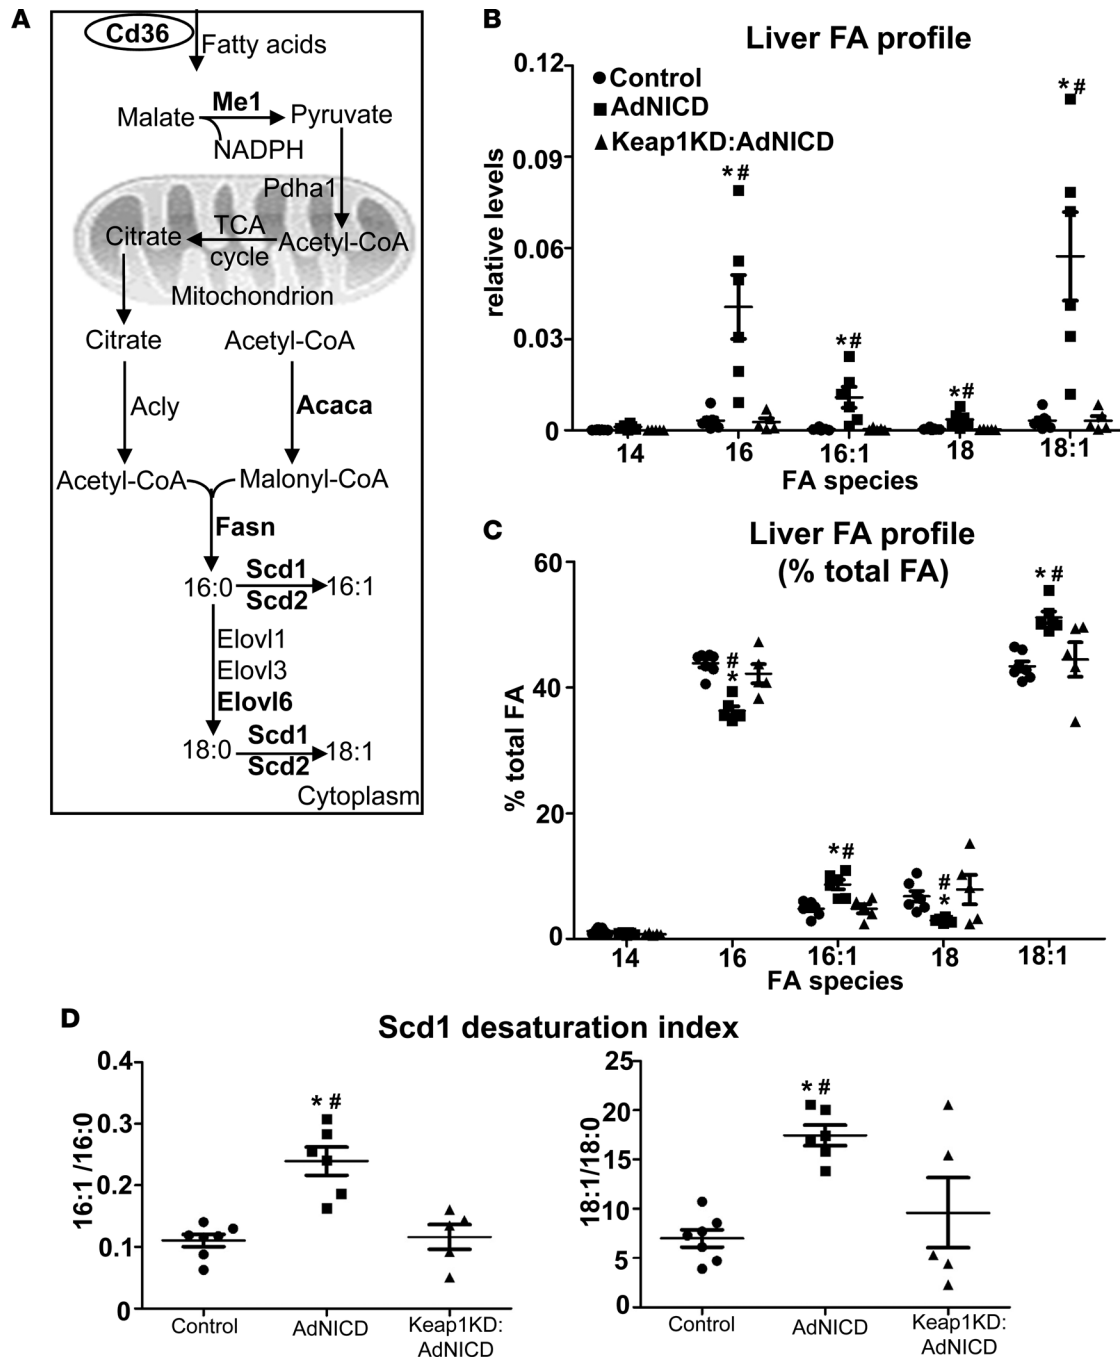 A
Cd36
Fatty acids
Me1
Malate
Pyruvate
NADPH
Pdha1
Citrate
TCA
cycle
Acetyl-CoA
Mitochondrion
Citrate
Acetyl-CoA
Acly
Acaca
Acetyl-CoA
Malonyl-CoA
Fasn
16:0
Scd1
Scd2
16:1
Elovl1
Elovl3
Elovl6
18:0
Scd1
Scd2
18:1
Cytoplasm
B
Liver FA profile
Control
AdNICD
Keap1KD:AdNICD
relative levels
0.12
0.09
0.06
0.03
0
*#
*#
*#
*#
14
16
16:1
18
18:1
FA species
C
Liver FA profile
(% total FA)
% total FA
60
40
20
0
#
*
*#
#
*
*#
14
16
16:1
18
18:1
FA species
D
Scd1 desaturation index
16:1 /16:0
0.4
0.3
0.2
0.1
0
*#
Control
AdNICD
Keap1KD:
AdNICD
18:1/18:0
25
20
15
10
5
0
*#
Control
AdNICD
Keap1KD:
AdNICD